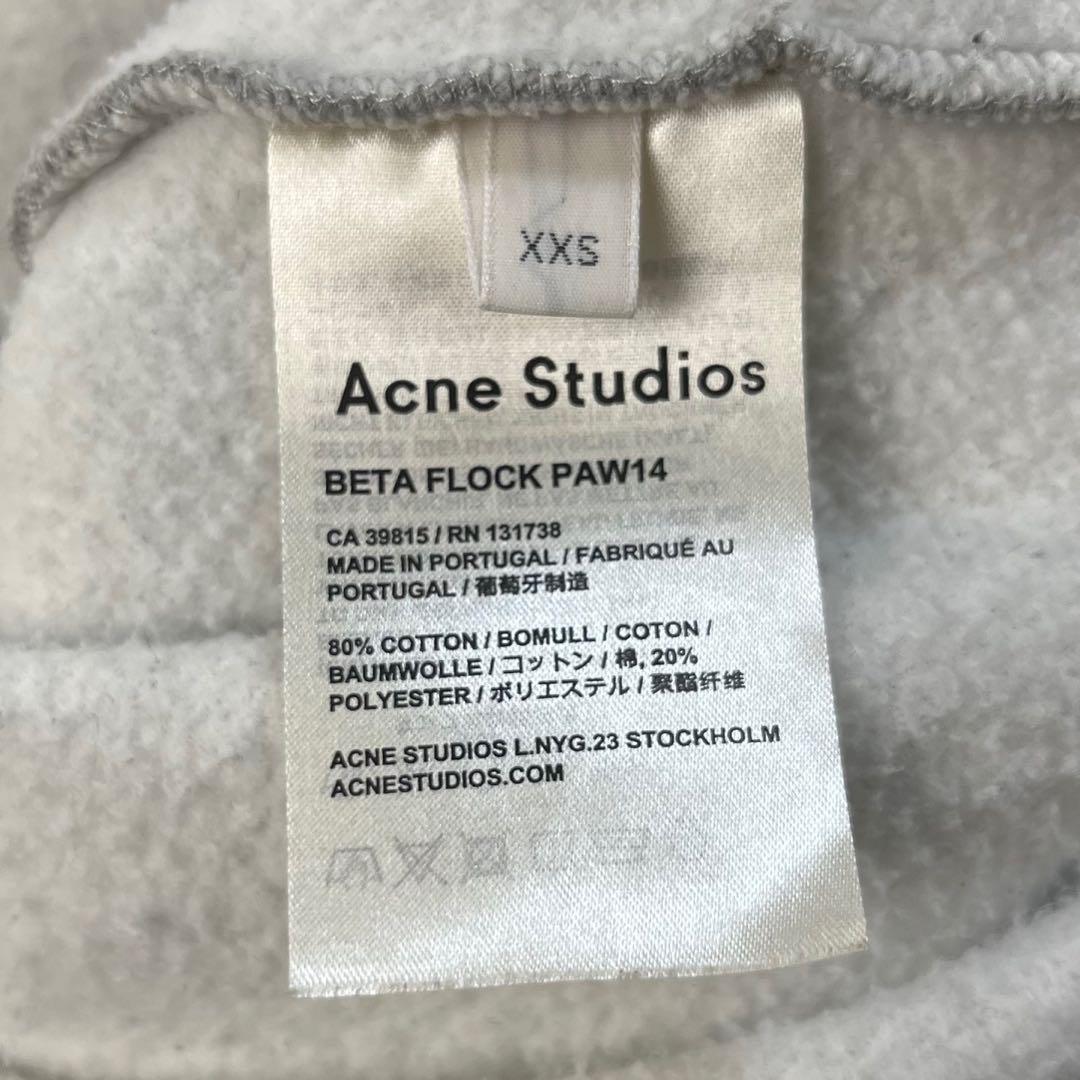 XXS
Acne Studios
BETA FLOCK PAW14
CA 39815 / RN 131738
MADE IN PORTUGAL / FABRIQUÉ AU
PORTUGAL / 葡萄牙制造
80% COTTON / BOMULL / COTON /
BAUMWOLLE / コットン / 棉, 20%
POLYESTER / ポリエステル / 聚酯纤维
ACNE STUDIOS L.NYG.23 STOCKHOLM
ACNESTUDIOS.COM